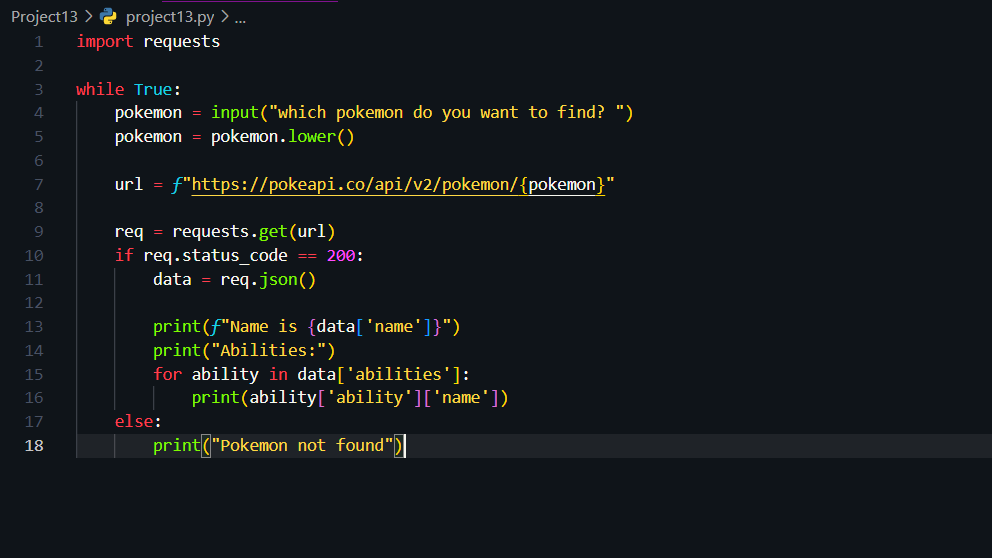 Project13 > project13.py > ...
1 import requests
2
3 while True:
4     pokemon = input("which pokemon do you want to find? ")
5     pokemon = pokemon.lower()
6
7     url = f"https://pokeapi.co/api/v2/pokemon/{pokemon}"
8
9     req = requests.get(url)
10     if req.status_code == 200:
11         data = req.json()
12
13         print(f"Name is {data['name']}")
14         print("Abilities:")
15         for ability in data['abilities']:
16             print(ability['ability']['name'])
17     else:
18         print("Pokemon not found")